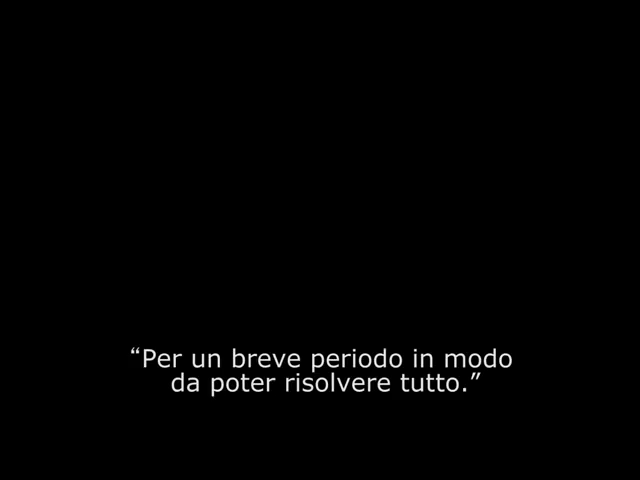 “Per un breve periodo in modo
da poter risolvere tutto.”